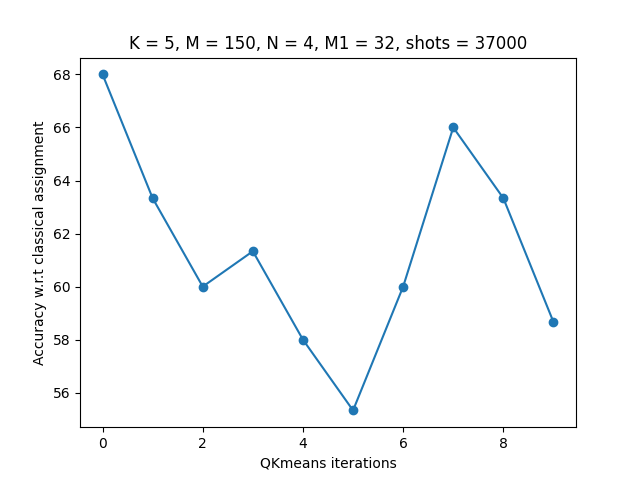 K = 5, M = 150, N = 4, M1 = 32, shots = 37000
68
66
64
62
60
58
56
Accuracy w.r.t classical assignment
0 2 4 6 8
QKmeans iterations